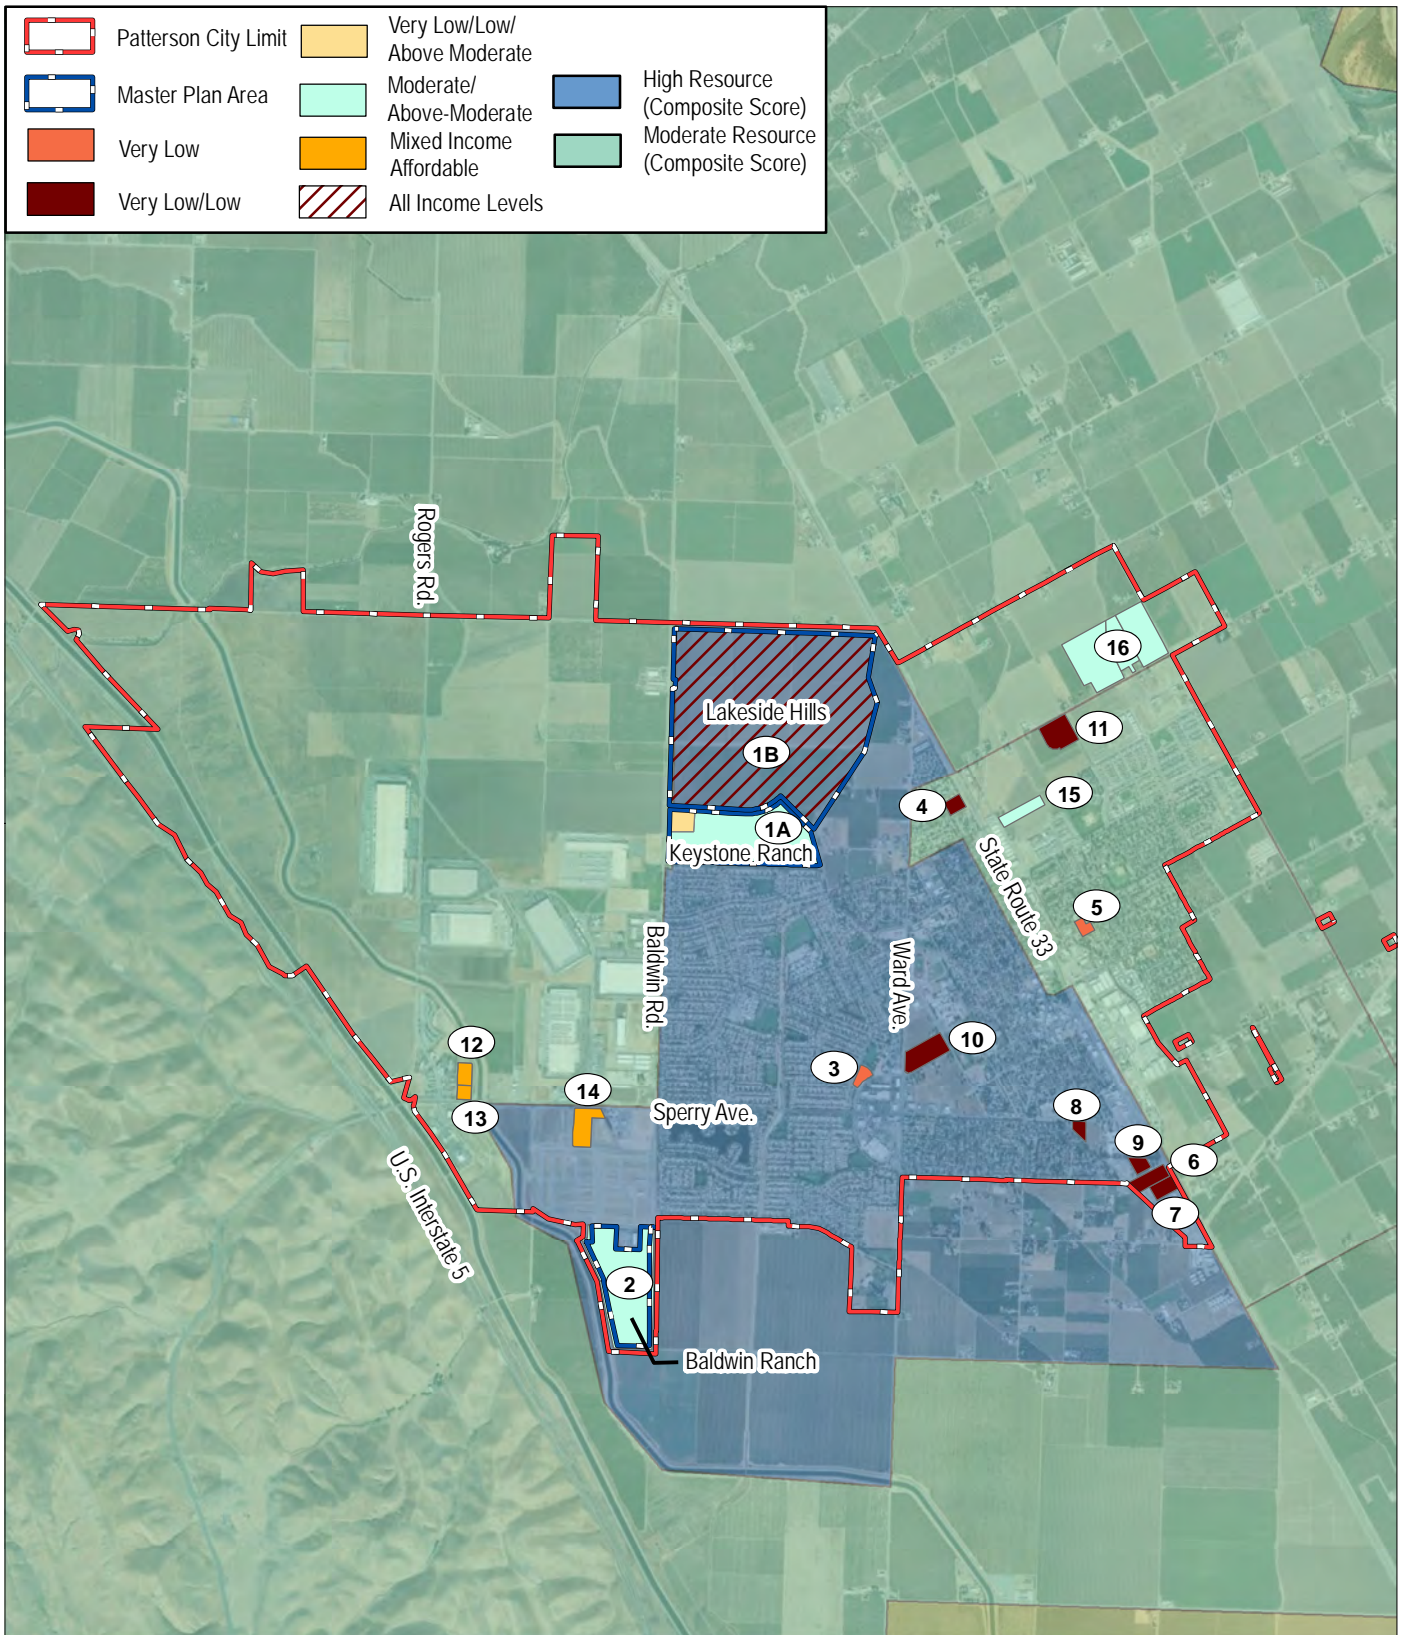 Patterson City Limit
Master Plan Area
Very Low
Very Low/Low
Very Low/Low/
Above Moderate
Moderate/
Above-Moderate
Mixed Income
Affordable
All Income Levels
High Resource
(Composite Score)
Moderate Resource
(Composite Score)
Rogers Rd.
16
Lakeside Hills
11
1B
15
4
1A
Keystone Ranch
State Route 33
5
Baldwin Rd.
Ward Ave.
12
10
3
14
13
Sperry Ave.
8
9
6
7
U.S. Interstate 5
2
Baldwin Ranch